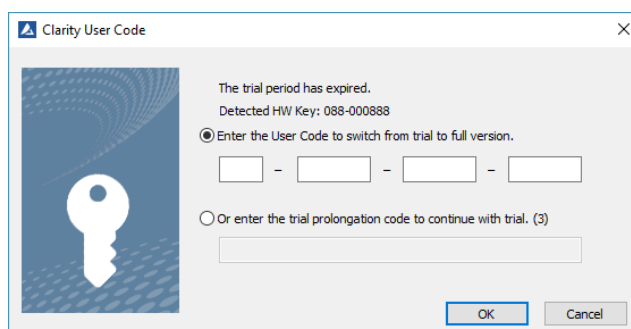 Clarity User Code
The trial period has expired.
Detected HW Key: 088-000888
Enter the User Code to switch from trial to full version.
– – –
Or enter the trial prolongation code to continue with trial. (3)
OK Cancel